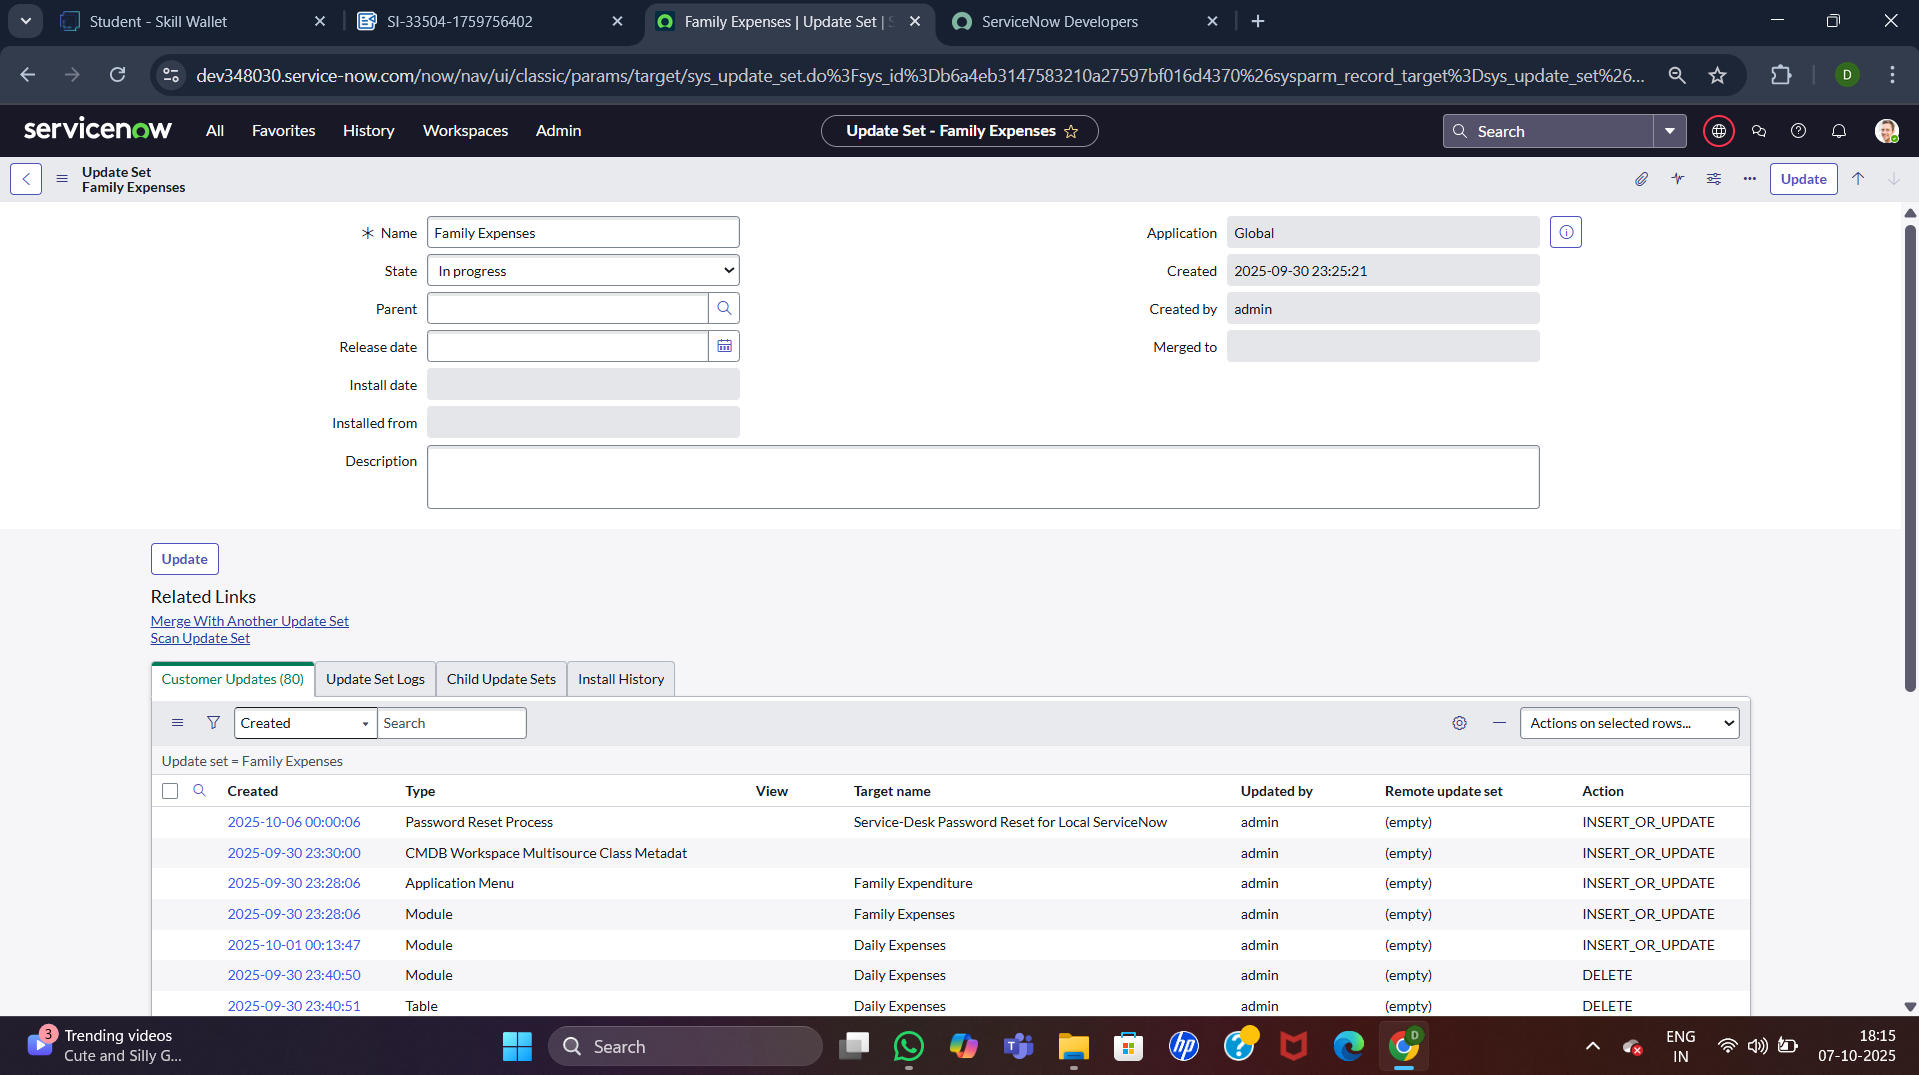 Student - Skill Wallet
SI-33504-1759756402
Family Expenses | Update Set |
ServiceNow Developers
dev348030.service-now.com/now/nav/ui/classic/params/target/sys_update_set.do%3Fsys_id%3Db6a4eb3147583210a27597bf016d4370%26sysparm_record_target%3Dsys_update_set%26...
D
servicenow
All Favorites History Workspaces Admin
Update Set - Family Expenses
Search
Update Set
Family Expenses
Update
Name Family Expenses
Application Global
State In progress
Created 2025-09-30 23:25:21
Parent
Created by admin
Release date
Merged to
Install date
Installed from
Description
Update
Related Links
Merge With Another Update Set
Scan Update Set
Customer Updates (80) Update Set Logs Child Update Sets Install History
Created Search Actions on selected rows...
Update set = Family Expenses
Created Type View Target name Updated by Remote update set Action
2025-10-06 00:00:06 Password Reset Process Service-Desk Password Reset for Local ServiceNow admin (empty) INSERT_OR_UPDATE
2025-09-30 23:30:00 CMDB Workspace Multisource Class Metadat admin (empty) INSERT_OR_UPDATE
2025-09-30 23:28:06 Application Menu Family Expenditure admin (empty) INSERT_OR_UPDATE
2025-09-30 23:28:06 Module Family Expenses admin (empty) INSERT_OR_UPDATE
2025-10-01 00:13:47 Module Daily Expenses admin (empty) INSERT_OR_UPDATE
2025-09-30 23:40:50 Module Daily Expenses admin (empty) DELETE
2025-09-30 23:40:51 Table Daily Expenses admin (empty) DELETE
3
Trending videos
Cute and Silly G...
Search
hp
D
ENG
IN
18:15
07-10-2025